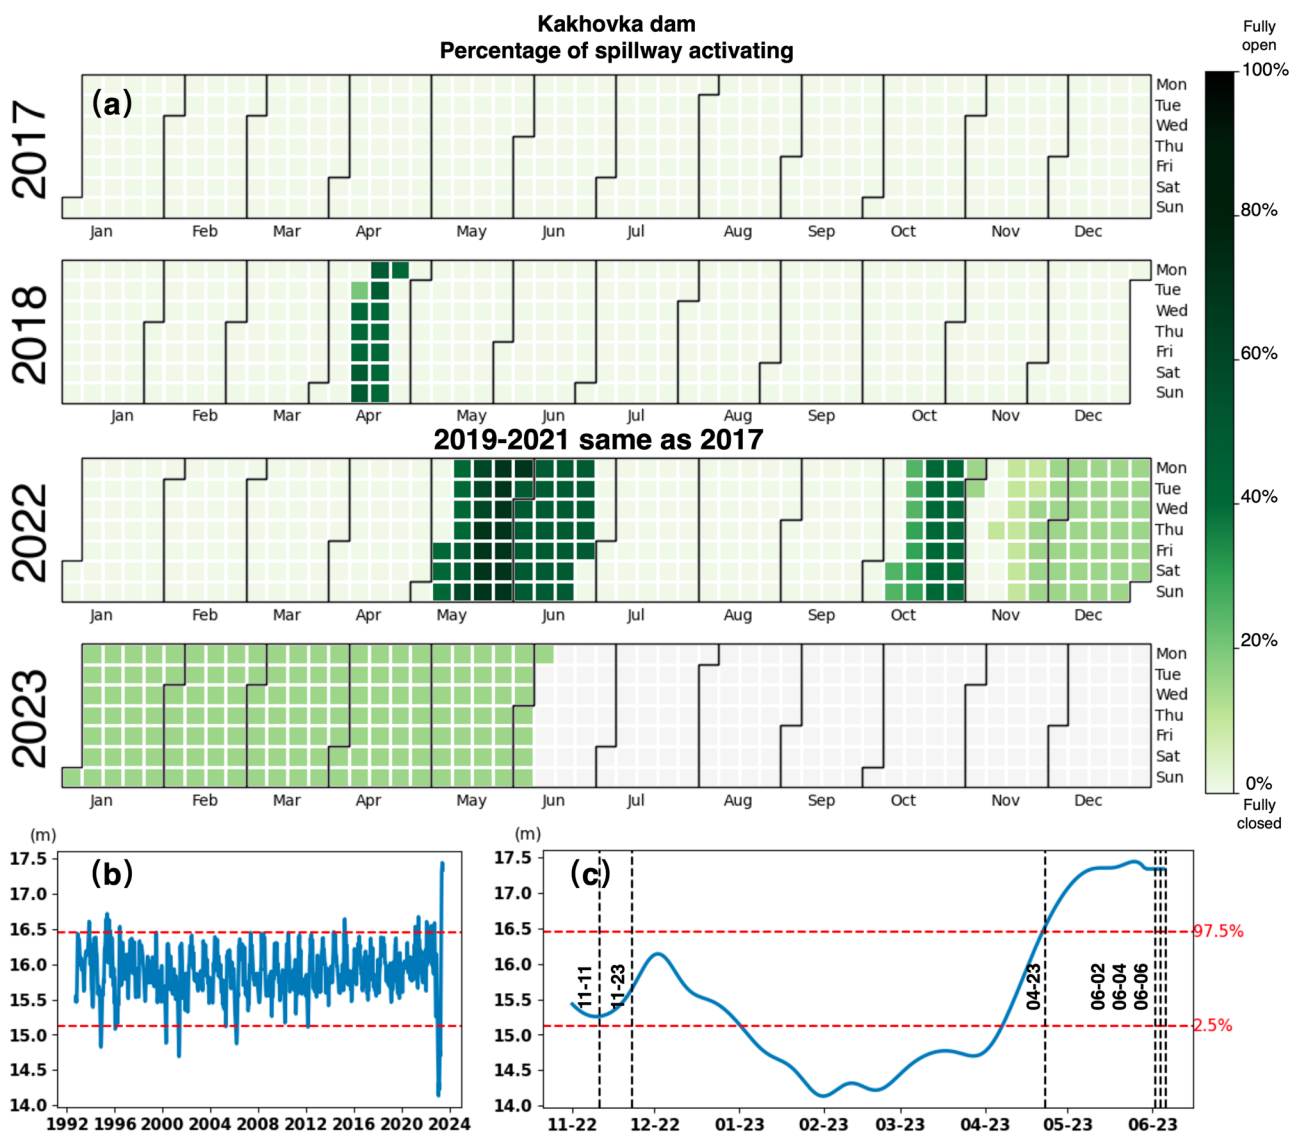 Kakhovka dam
Percentage of spillway activating
Fully
open
100%
80%
60%
40%
20%
0%
Fully
closed
2017
(a)
Mon
Tue
Wed
Thu
Fri
Sat
Sun
Jan Feb Mar Apr May Jun Jul Aug Sep Oct Nov Dec
2018
Mon
Tue
Wed
Thu
Fri
Sat
Sun
Jan Feb Mar Apr May Jun Jul Aug Sep Oct Nov Dec
2019-2021 same as 2017
2022
Mon
Tue
Wed
Thu
Fri
Sat
Sun
Jan Feb Mar Apr May Jun Jul Aug Sep Oct Nov Dec
2023
Mon
Tue
Wed
Thu
Fri
Sat
Sun
Jan Feb Mar Apr May Jun Jul Aug Sep Oct Nov Dec
(m)
(b)
17.5
17.0
16.5
16.0
15.5
15.0
14.5
14.0
1992 1996 2000 2004 2008 2012 2016 2020 2024
(m)
(c)
17.5
17.0
16.5
16.0
15.5
15.0
14.5
14.0
11-11
11-23
04-23
06-02
06-04
06-06
97.5%
2.5%
11-22 12-22 01-23 02-23 03-23 04-23 05-23 06-23